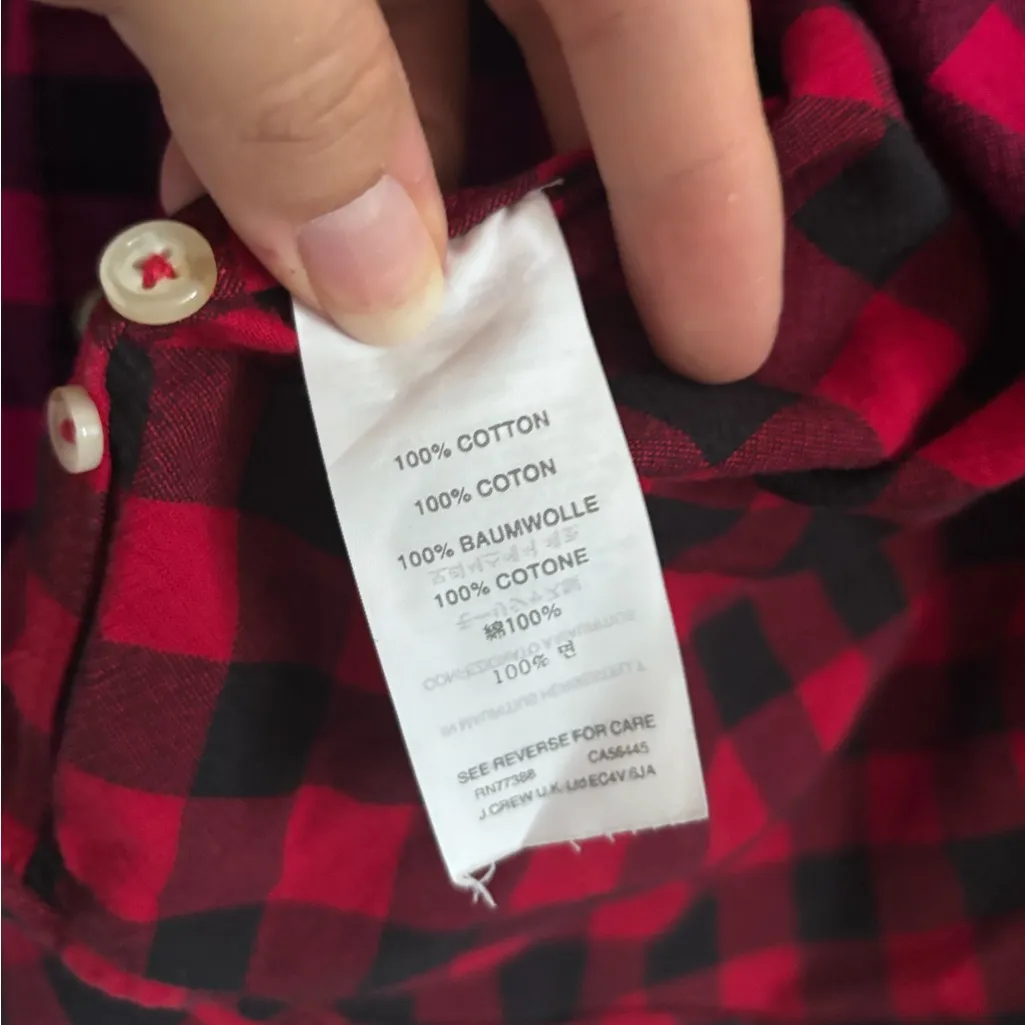 100% COTTON
100% COTON
100% BAUMWOLLE
100% COTONE
綿100%
100% 면
SEE REVERSE FOR CARE
RN77388 CA56445
J.CREW U.K. Ltd EC4V 6JA